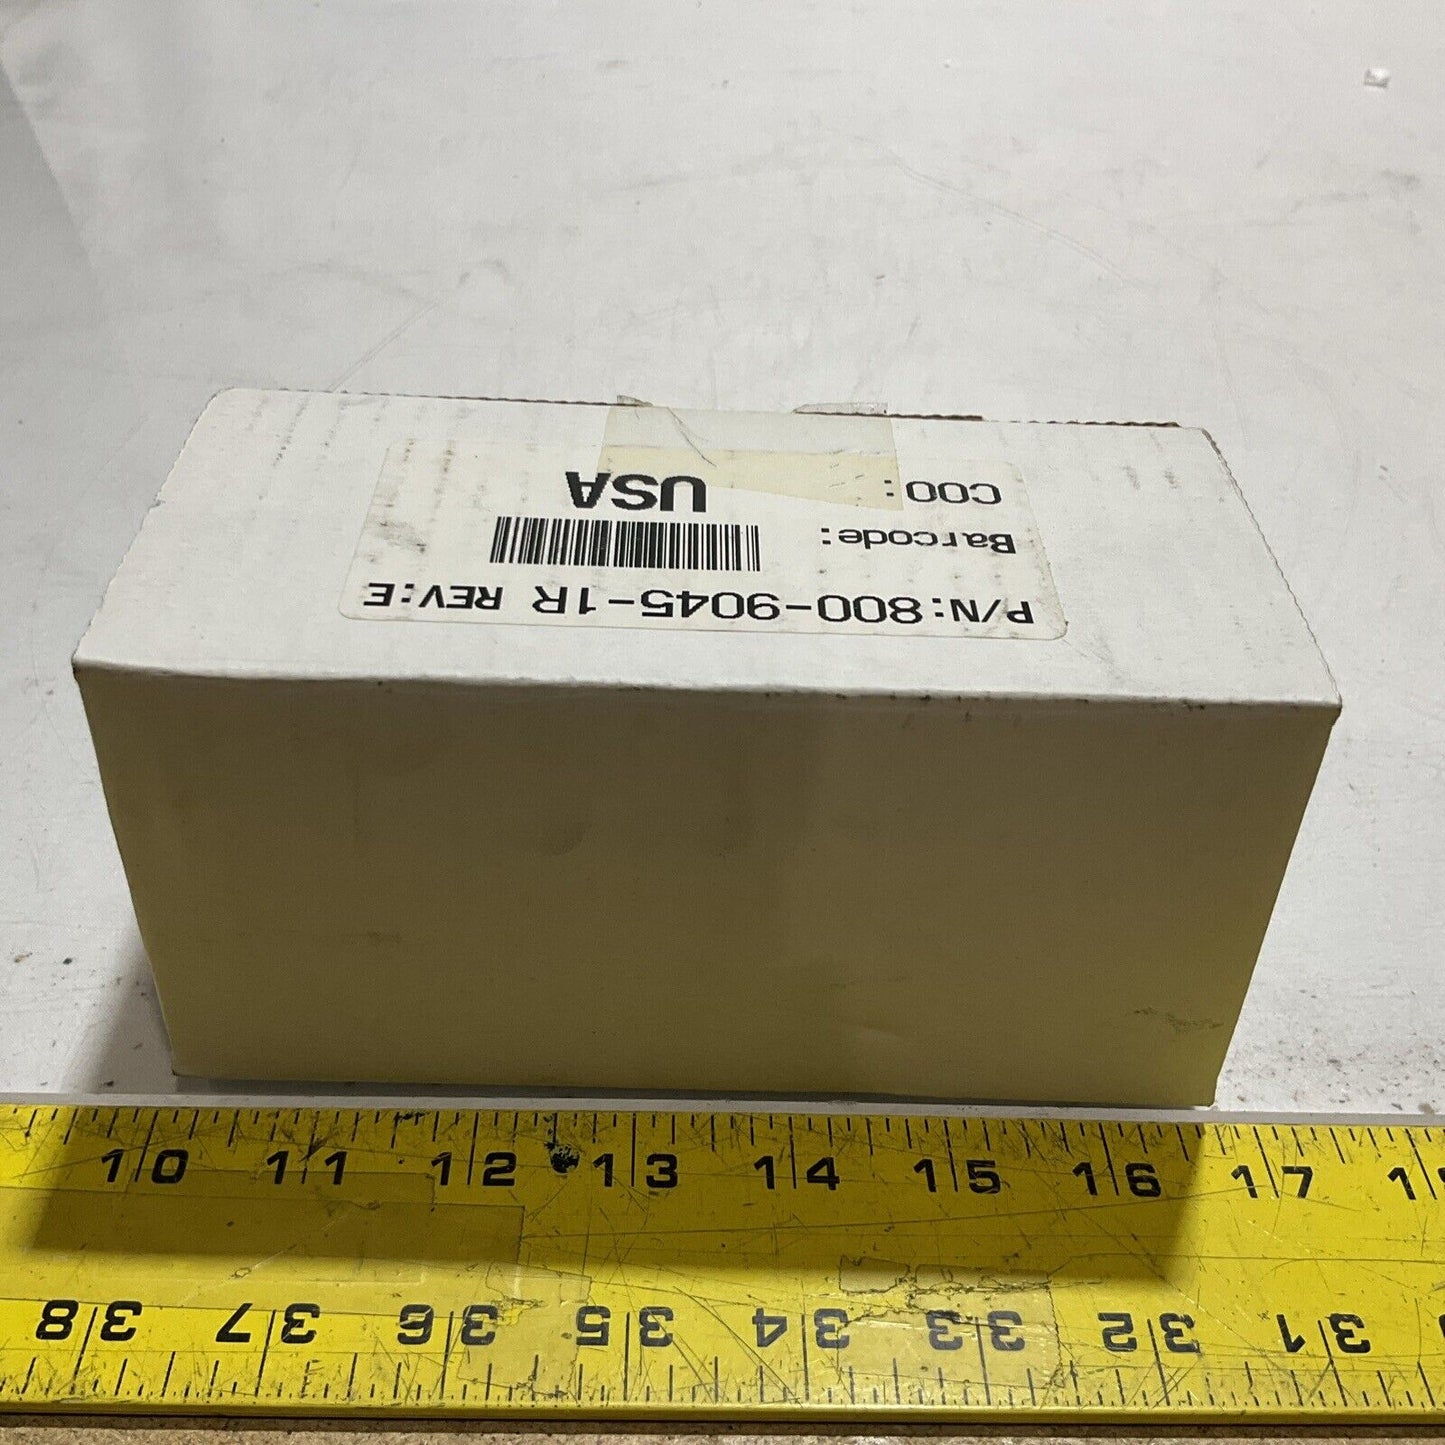 P/N:800-9045-1R REV:E
Barcode:
COO: USA
10 11 12 13 14 15 16 17
38 37 36 35 34 33 32 31